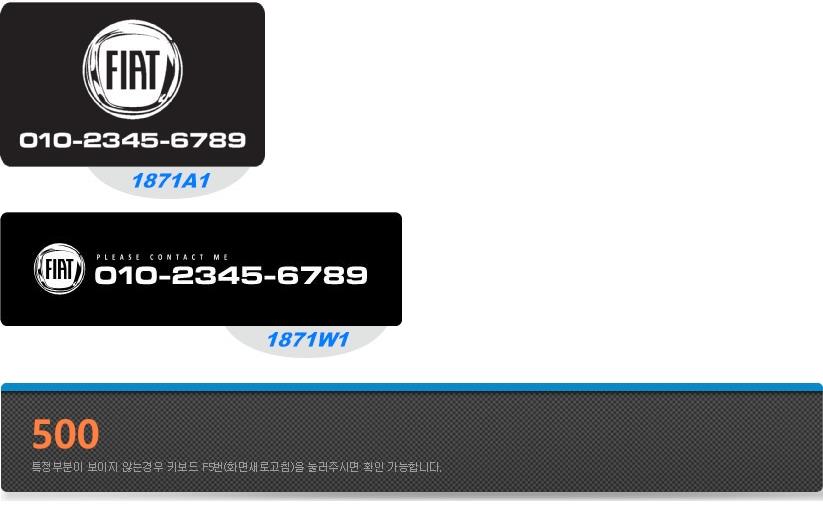 FIAT
010-2345-6789
1871A1
FIAT
PLEASE CONTACT ME
010-2345-6789
1871W1
500
특정부분이 보이지 않는경우 키보드 F5번(화면새로고침)을 눌러주시면 확인 가능합니다.